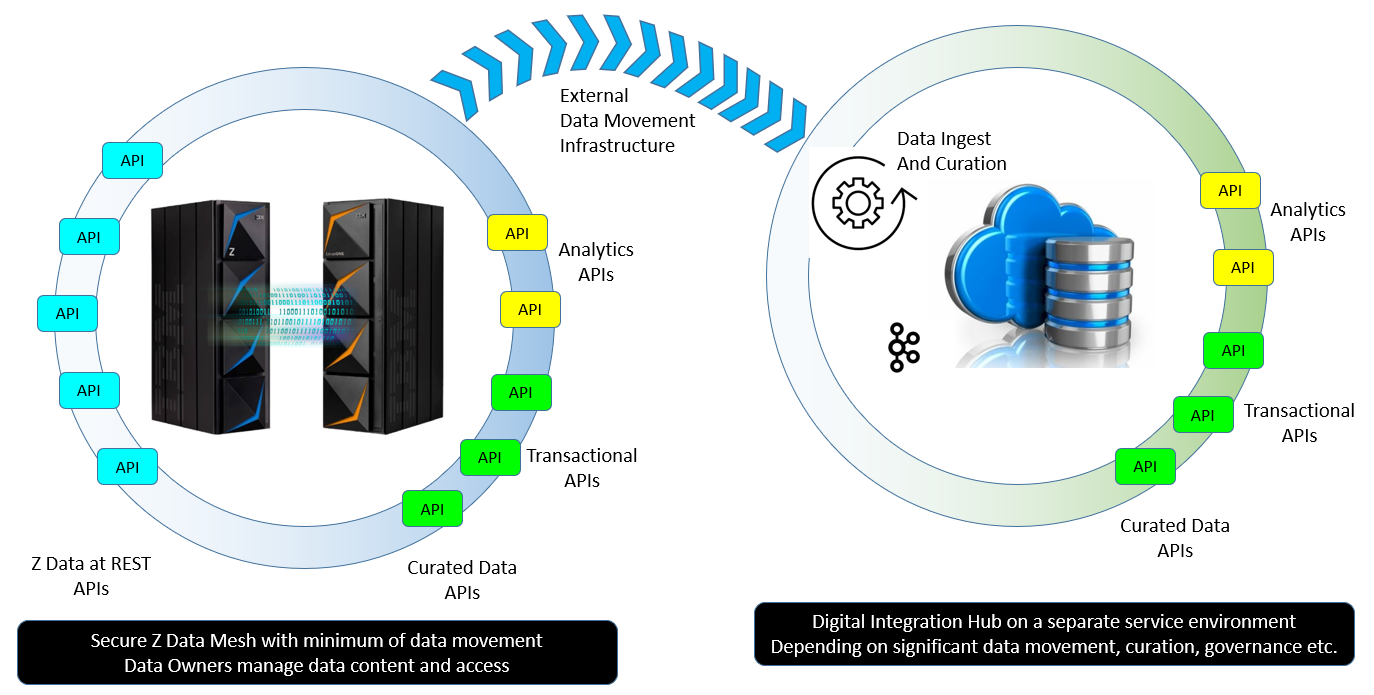 External
Data Movement
Infrastructure
Data Ingest
And Curation
API
API
API
API
API
Z
IBM
IBM
API
API
Analytics
APIs
API
API
API
Transactional
APIs
Z Data at REST
APIs
Curated Data
APIs
API
API
Analytics
APIs
API
API
API
Transactional
APIs
Curated Data
APIs
Secure Z Data Mesh with minimum of data movement
Data Owners manage data content and access
Digital Integration Hub on a separate service environment
Depending on significant data movement, curation, governance etc.